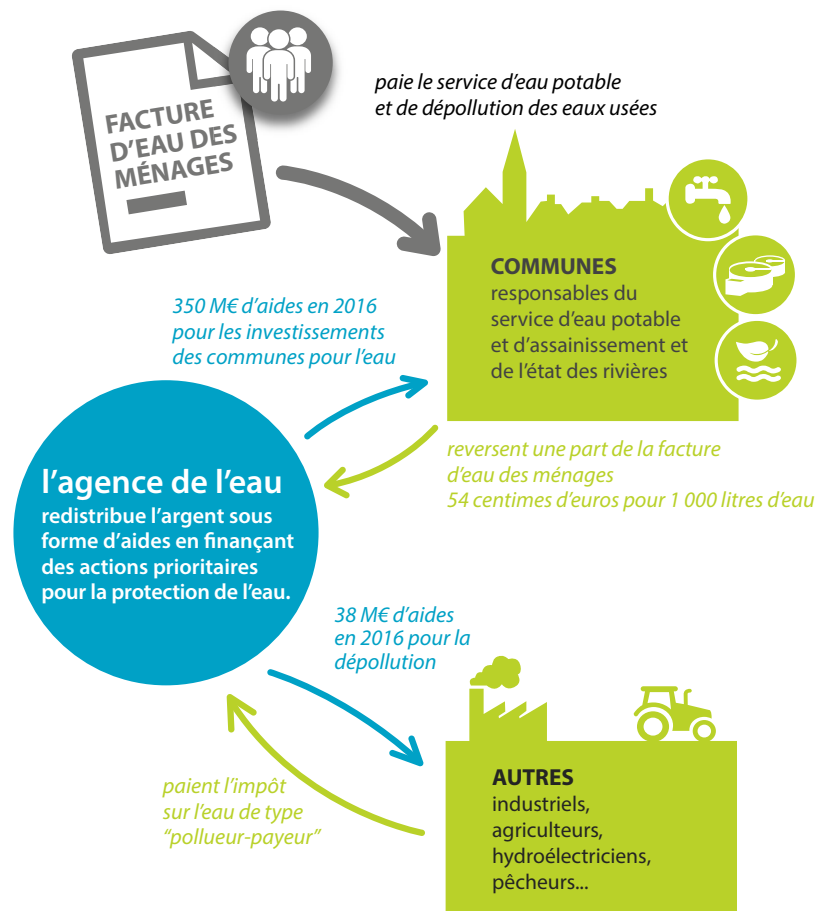 FACTURE
D'EAU DES
MÉNAGES
paie le service d'eau potable
et de dépollution des eaux usées
COMMUNES
responsables du
service d'eau potable
et d'assainissement et
de l'état des rivières
350 M€ d'aides en 2016
pour les investissements
des communes pour l'eau
reversent une part de la facture
d'eau des ménages
54 centimes d'euros pour 1 000 litres d'eau
l'agence de l'eau
redistribue l'argent sous
forme d'aides en finançant
des actions prioritaires
pour la protection de l'eau.
38 M€ d'aides
en 2016 pour la
dépollution
paient l'impôt
sur l'eau de type
“pollueur-payeur”
AUTRES
industriels,
agriculteurs,
hydroélectriciens,
pêcheurs...